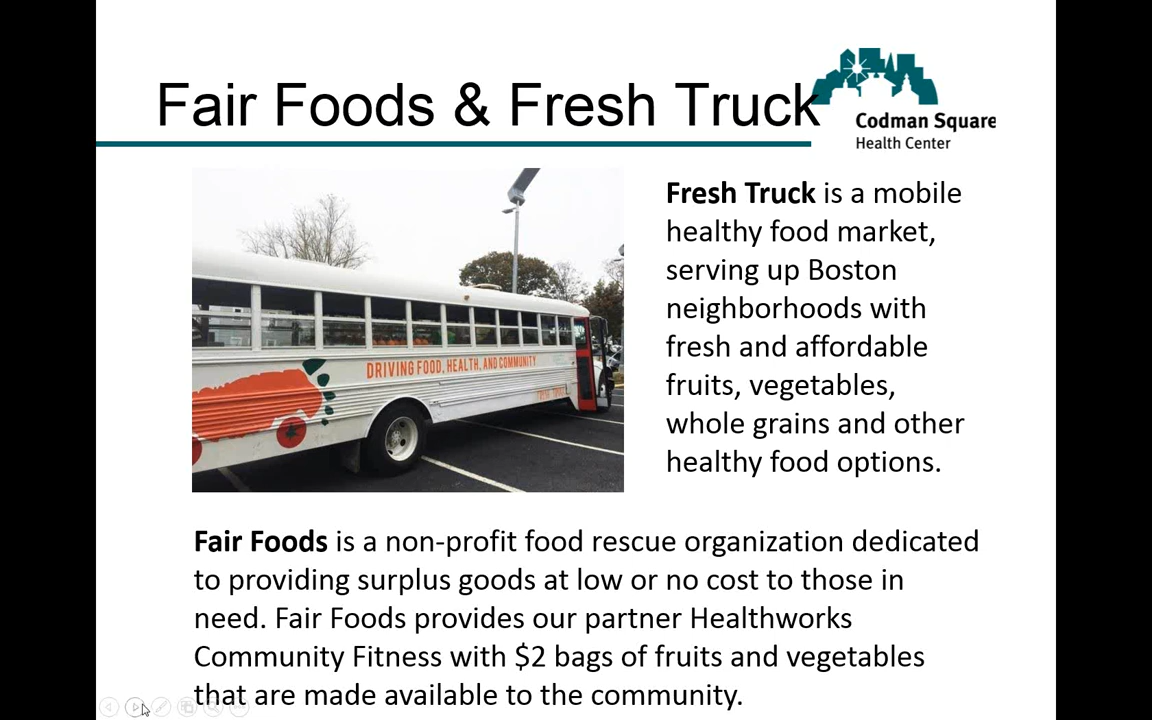 Fair Foods & Fresh Truck
Codman Square
Health Center
DRIVING FOOD, HEALTH, AND COMMUNITY
Fresh Truck is a mobile
healthy food market,
serving up Boston
neighborhoods with
fresh and affordable
fruits, vegetables,
whole grains and other
healthy food options.
Fair Foods is a non-profit food rescue organization dedicated
to providing surplus goods at low or no cost to those in
need. Fair Foods provides our partner Healthworks
Community Fitness with $2 bags of fruits and vegetables
that are made available to the community.